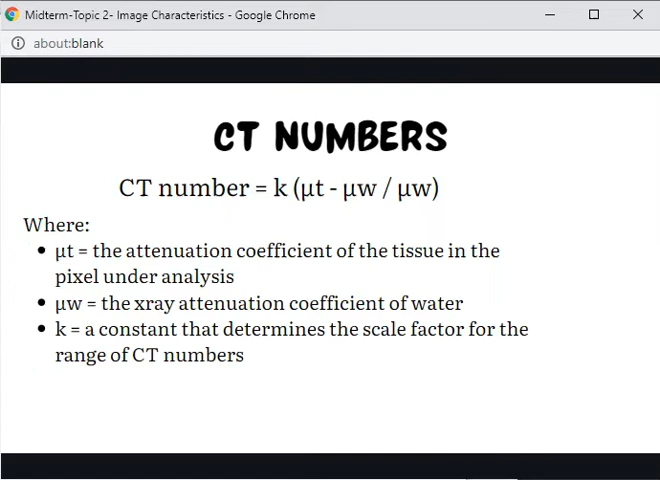 Midterm-Topic 2- Image Characteristics - Google Chrome
about:blank
CT NUMBERS
CT number = k (μt - μw / μw)
Where:
• μt = the attenuation coefficient of the tissue in the
pixel under analysis
• μw = the xray attenuation coefficient of water
• k = a constant that determines the scale factor for the
range of CT numbers